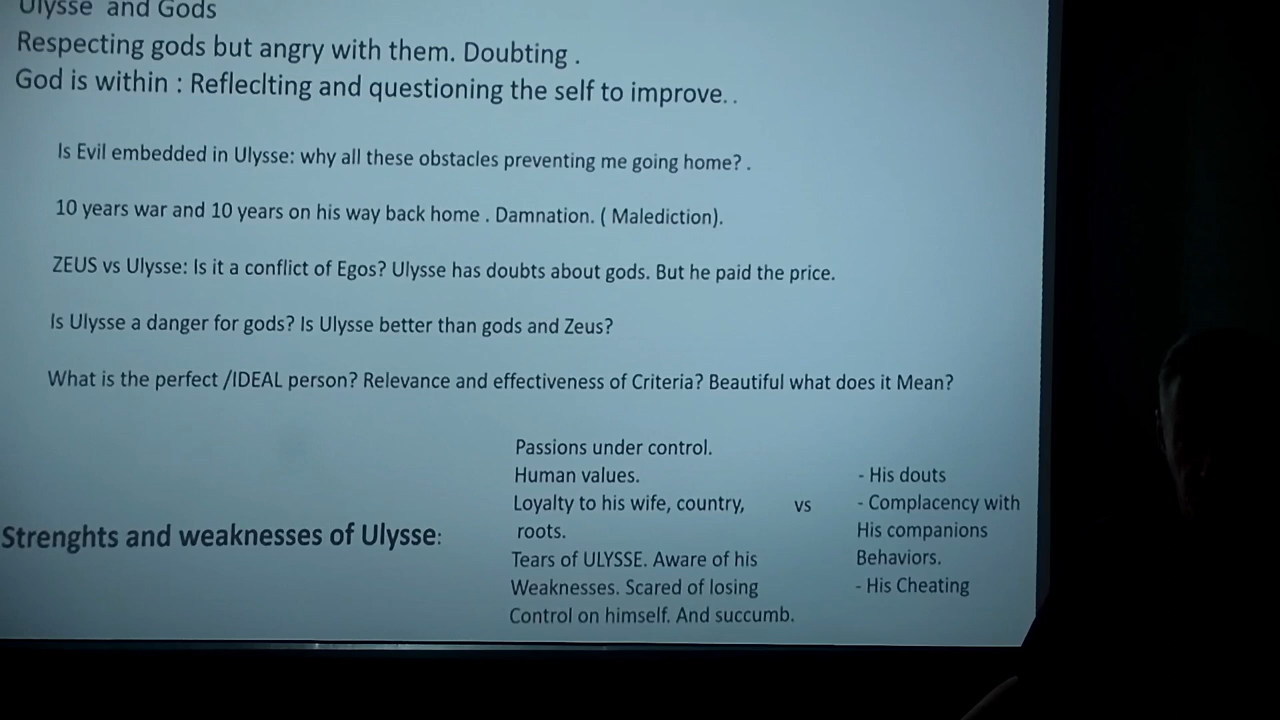 Ulysse and Gods
Respecting gods but angry with them. Doubting .
God is within : Refleclting and questioning the self to improve. .
Is Evil embedded in Ulysse: why all these obstacles preventing me going home? .
10 years war and 10 years on his way back home . Damnation. ( Malediction).
ZEUS vs Ulysse: Is it a conflict of Egos? Ulysse has doubts about gods. But he paid the price.
Is Ulysse a danger for gods? Is Ulysse better than gods and Zeus?
What is the perfect /IDEAL person? Relevance and effectiveness of Criteria? Beautiful what does it Mean?
Strenghts and weaknesses of Ulysse:
Passions under control.
Human values.
Loyalty to his wife, country,
roots.
Tears of ULYSSE. Aware of his
Weaknesses. Scared of losing
Control on himself. And succumb.
vs
- His douts
- Complacency with
His companions
Behaviors.
- His Cheating